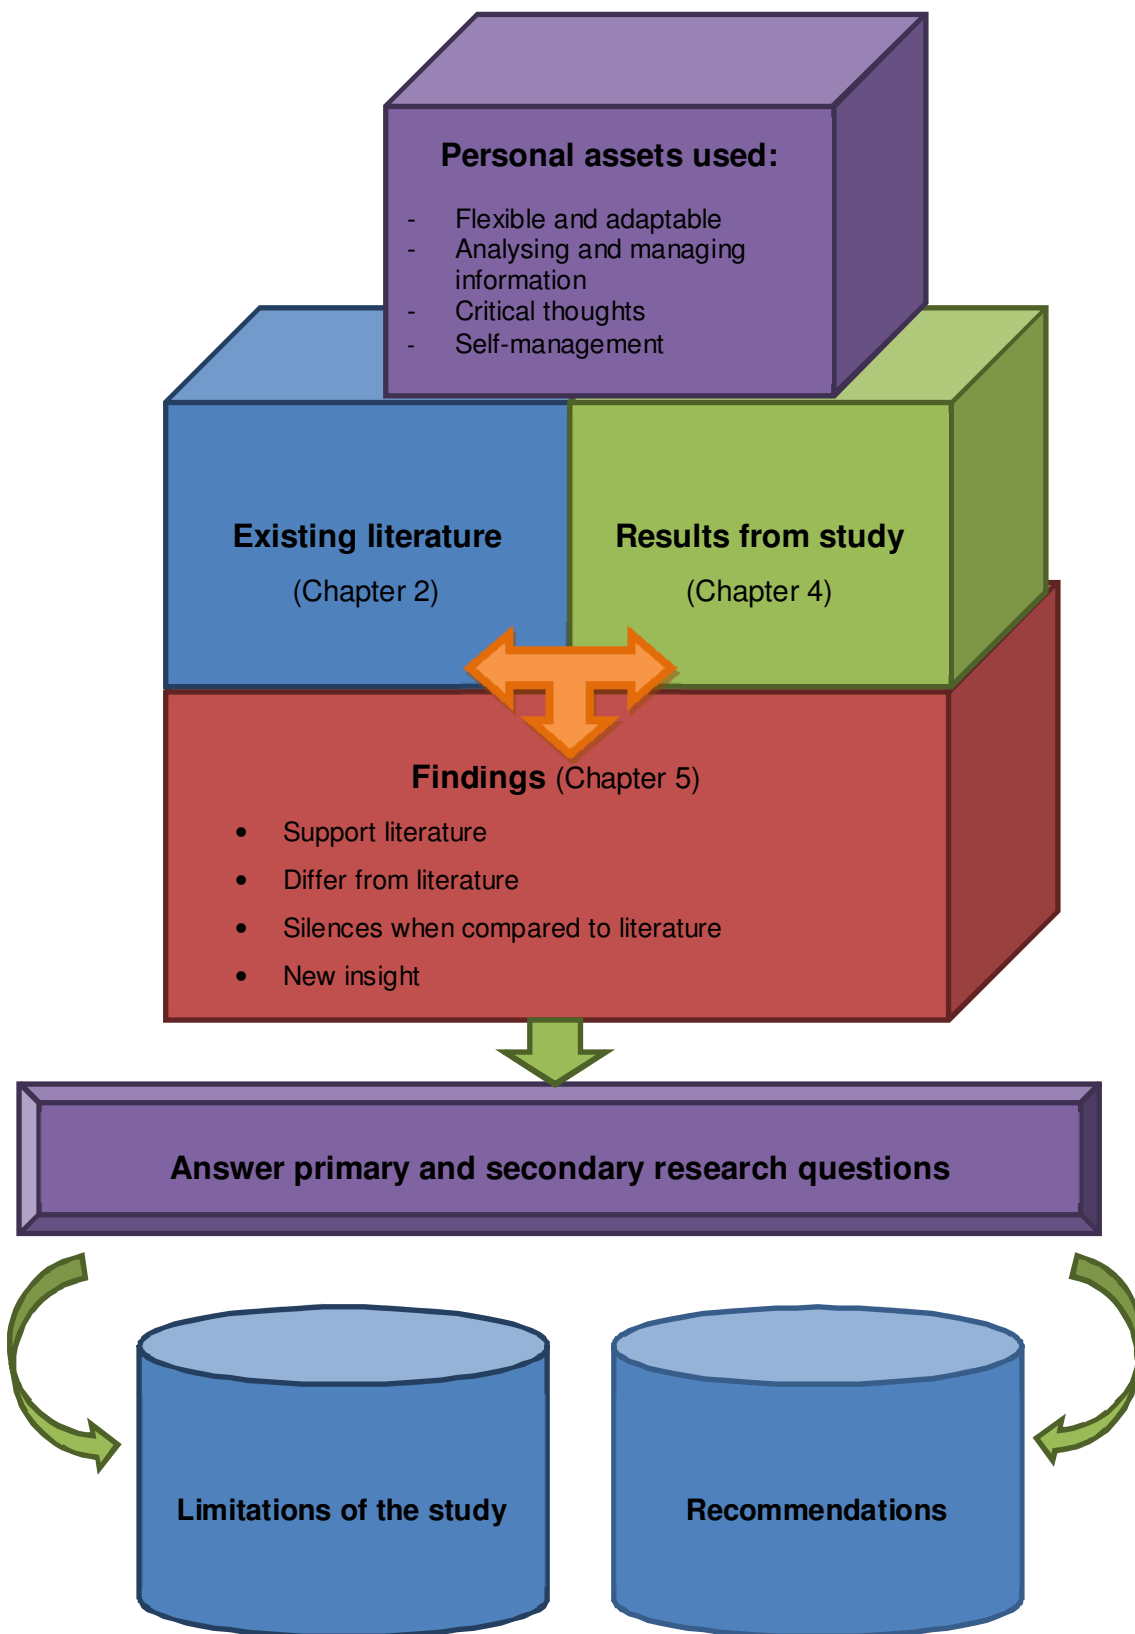 Personal assets used:
- Flexible and adaptable
- Analysing and managing
information
- Critical thoughts
- Self-management
Existing literature
(Chapter 2)
Results from study
(Chapter 4)
Findings (Chapter 5)
• Support literature
• Differ from literature
• Silences when compared to literature
• New insight
Answer primary and secondary research questions
Limitations of the study
Recommendations